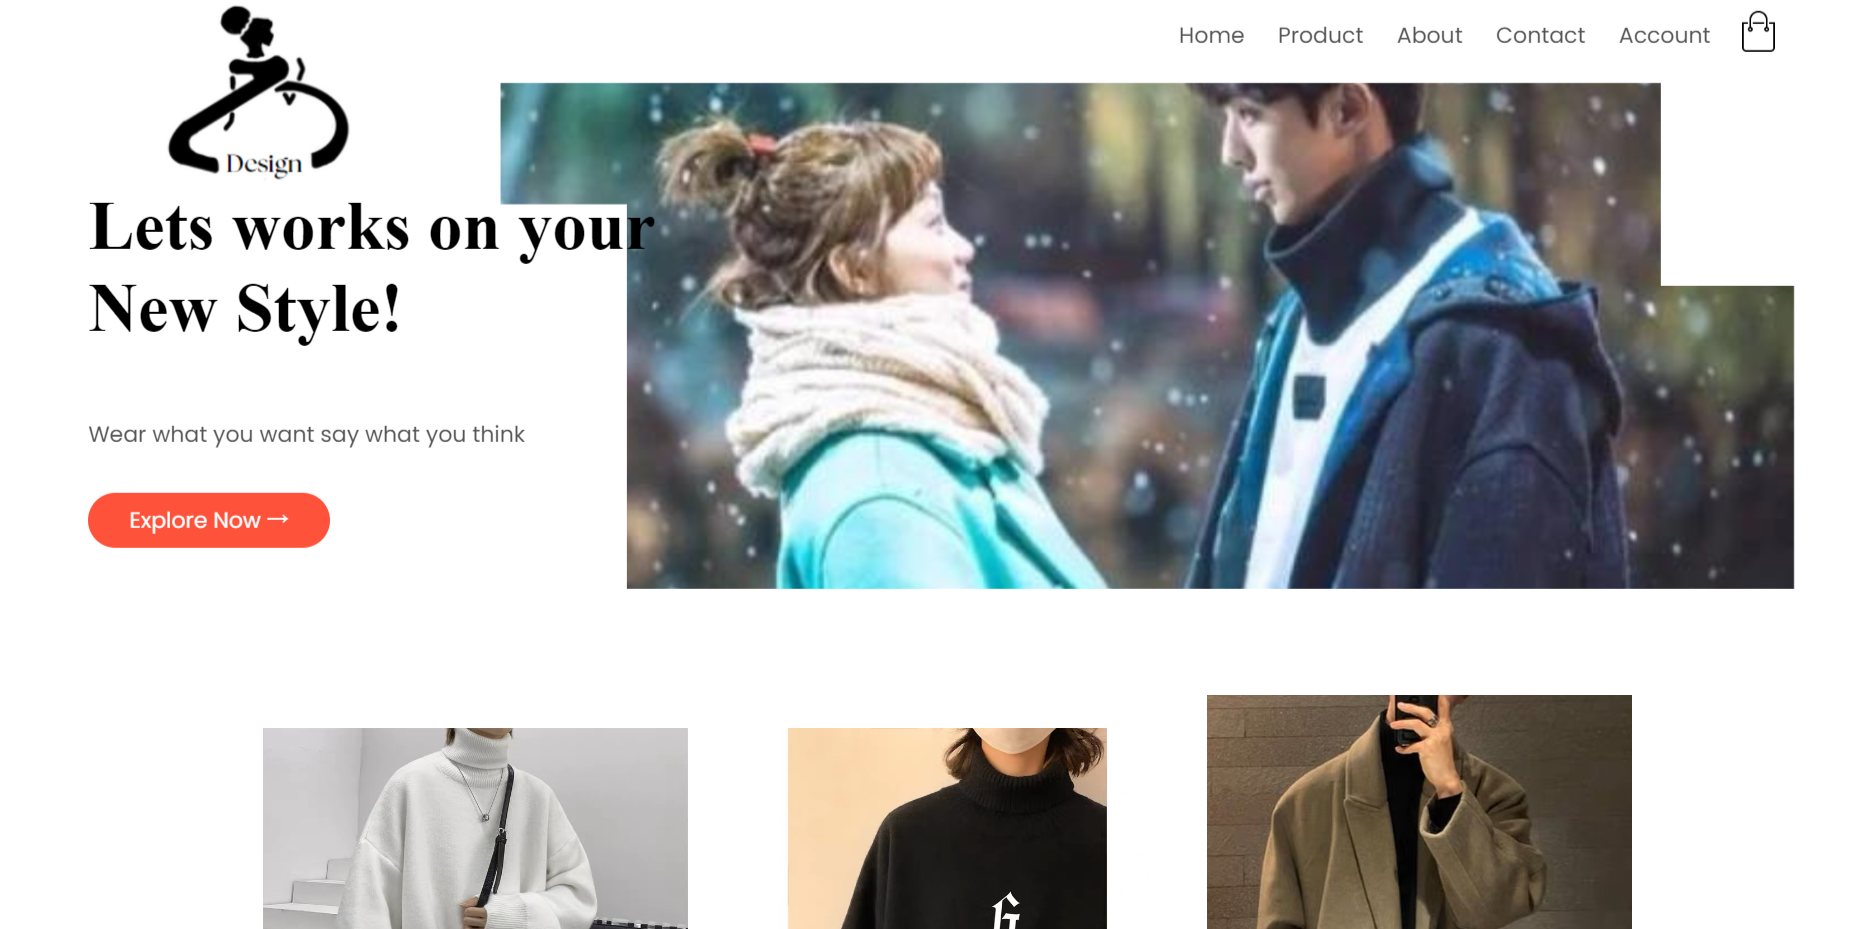 Home Product About Contact Account
Design
Lets works on your
New Style!
Wear what you want say what you think
Explore Now →